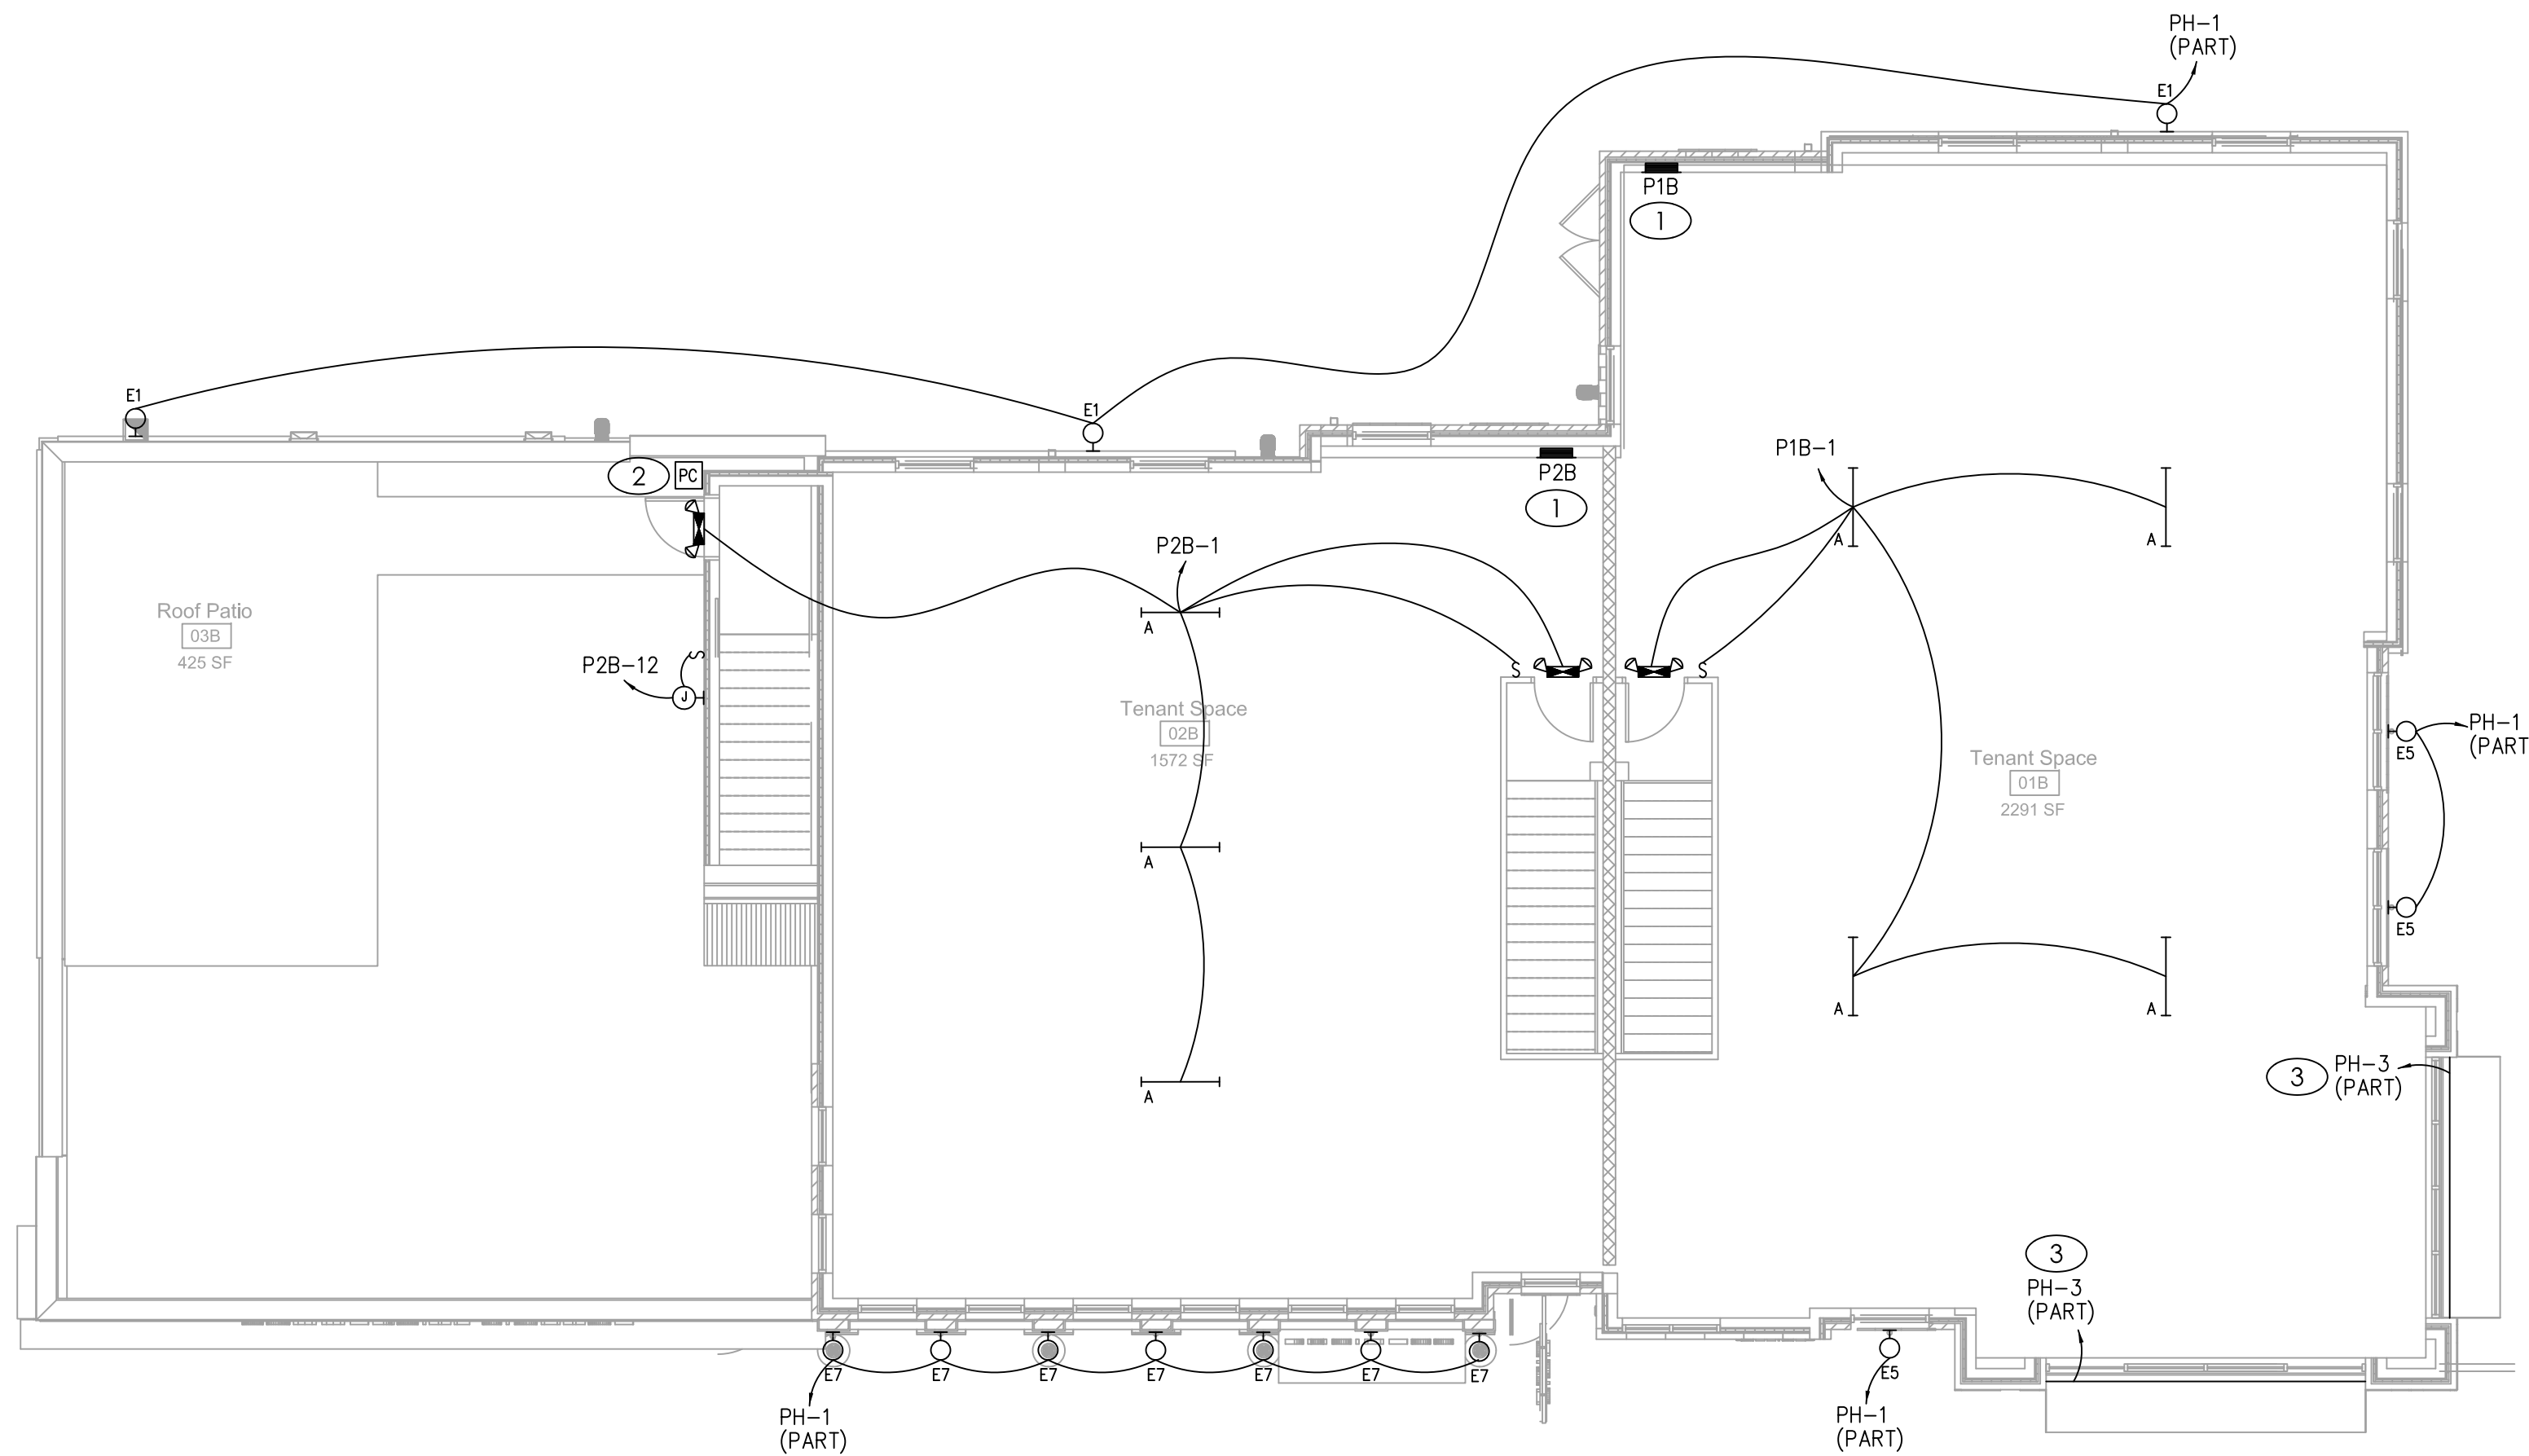 PH-1
(PART)
E1
P1B
1
E1
E1
2
PC
P2B
1
P1B-1
A
A
P2B-1
A
S
S
Roof Patio
03B
425 SF
S
P2B-12
J
Tenant Space
02B
1572 SF
Tenant Space
01B
2291 SF
PH-1
(PART
E5
E5
A
A
A
A
3
PH-3
(PART)
3
PH-3
(PART)
E7
E7
E7
E7
E7
E7
E7
E5
PH-1
(PART)
PH-1
(PART)